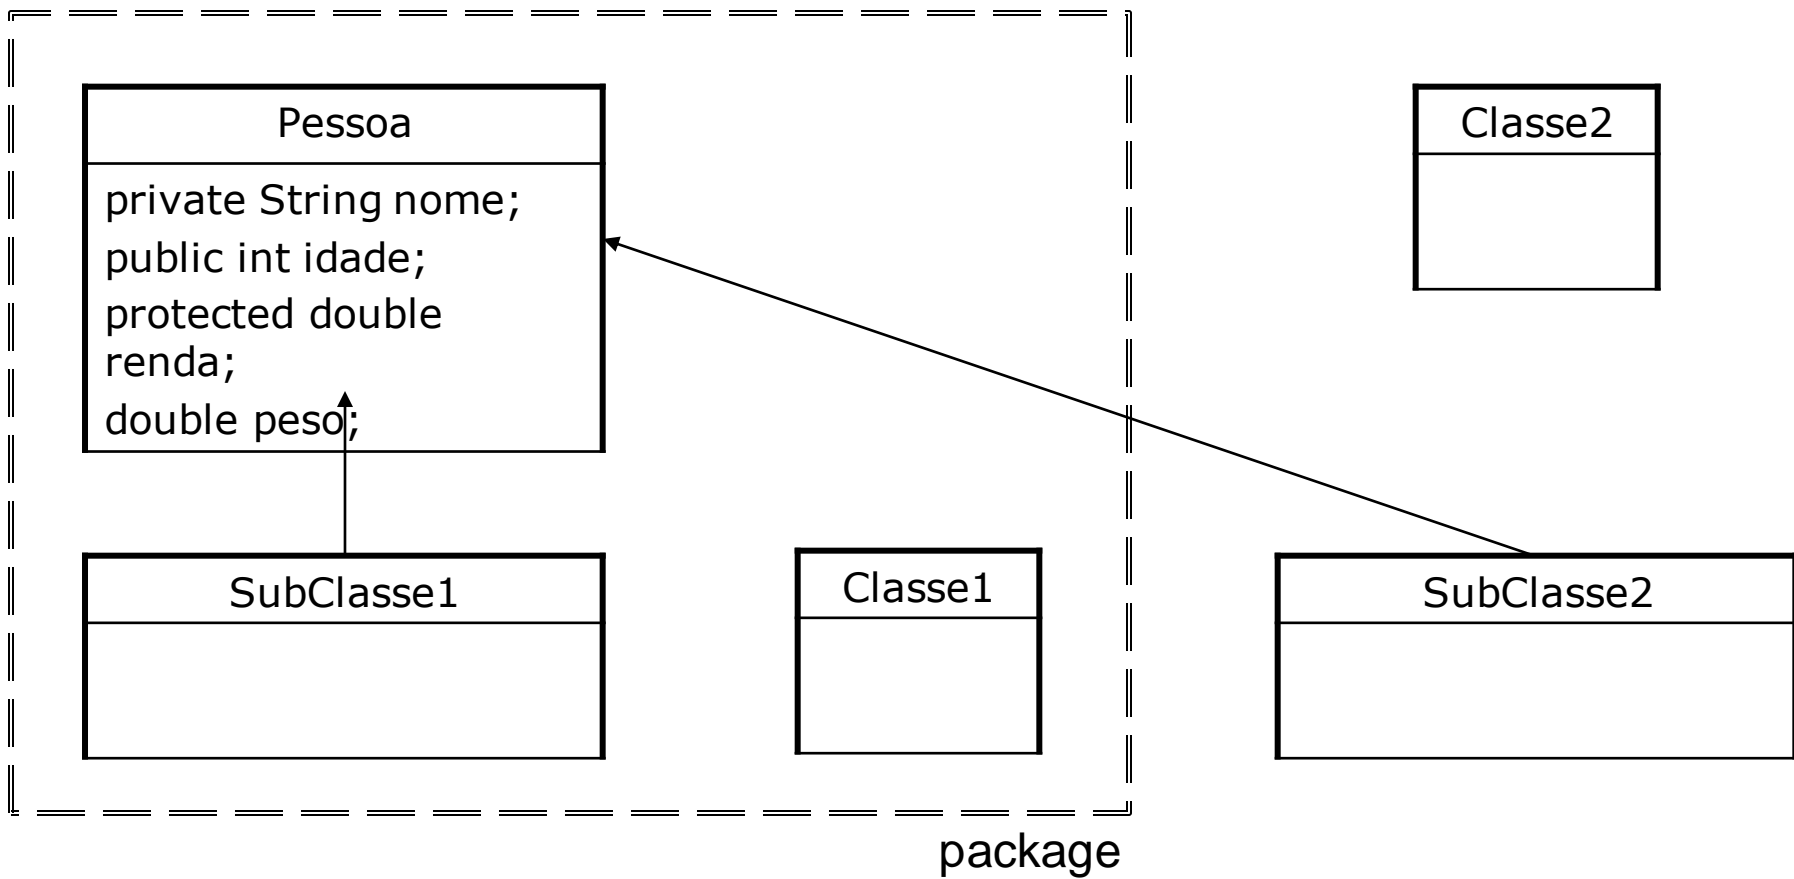 Pessoa
private String nome;
public int idade;
protected double
renda;
double peso;
Classe2
SubClasse1
Classe1
SubClasse2
package